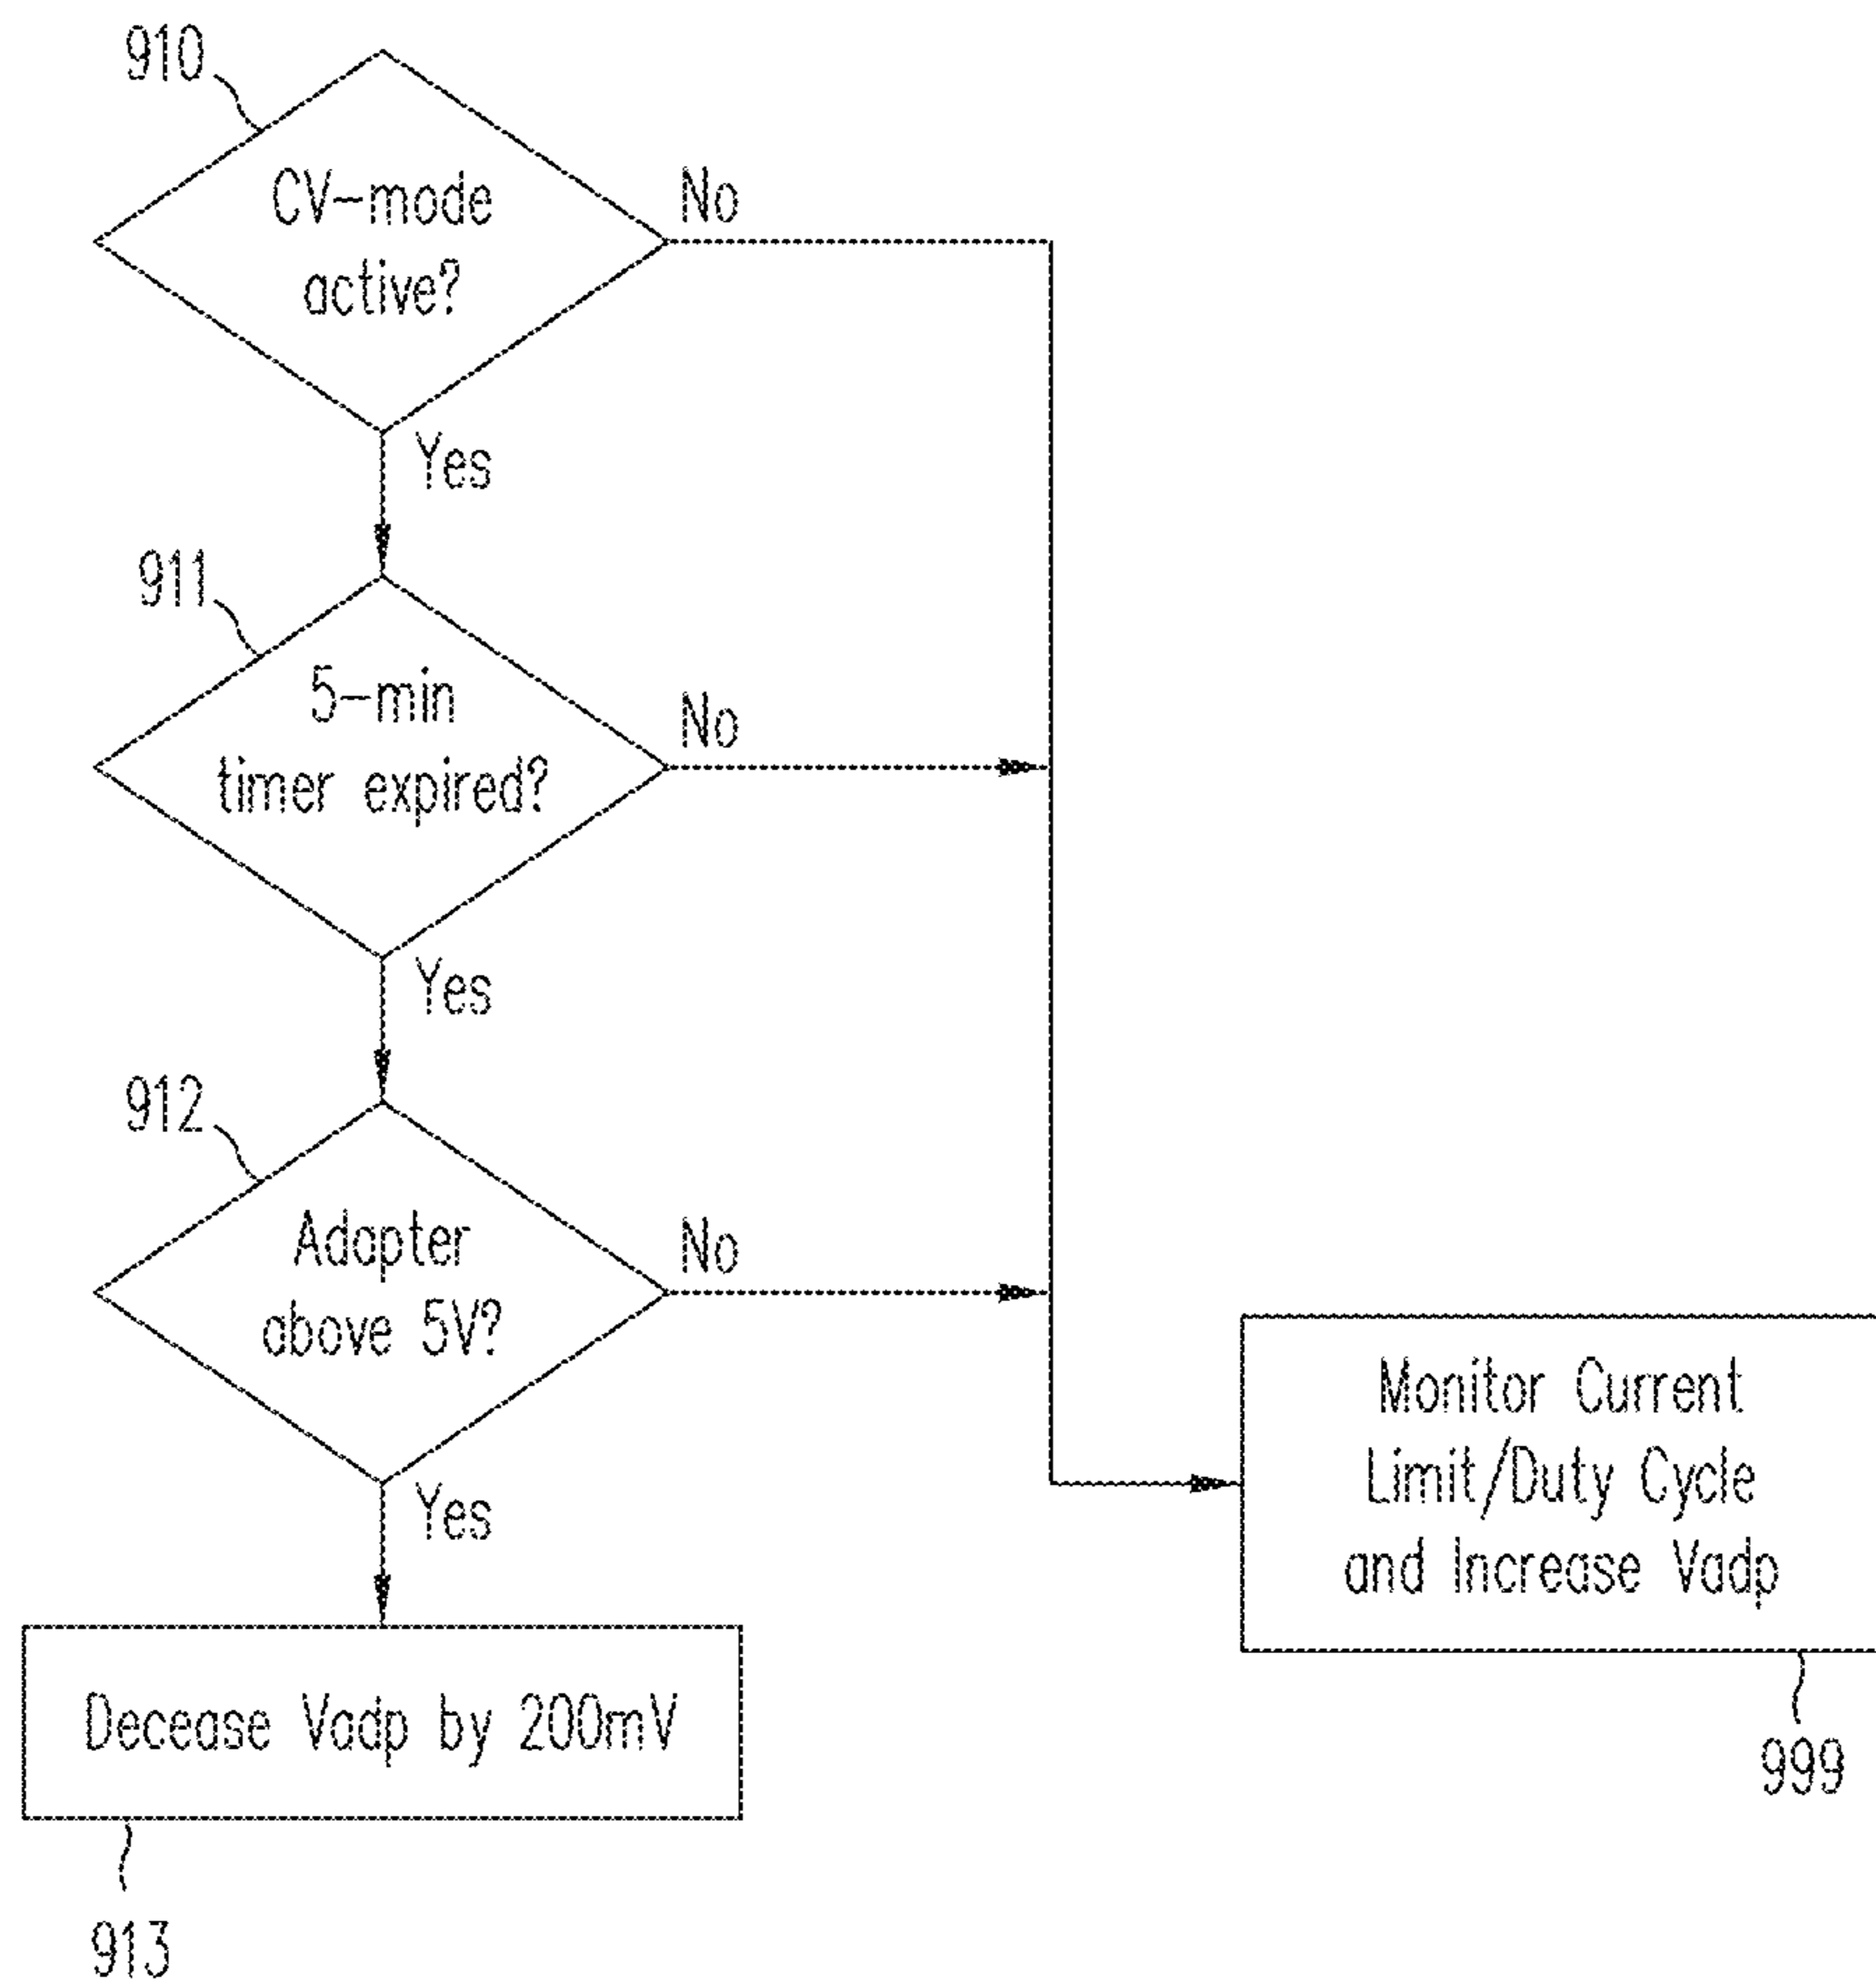 910
CV-mode
active?
No
Yes
911
5-min
timer expired?
No
Yes
912
Adapter
above 5V?
No
Yes
Decease Vadp by 200mV
913
Monitor Current
Limit/Duty Cycle
and Increase Vadp
999